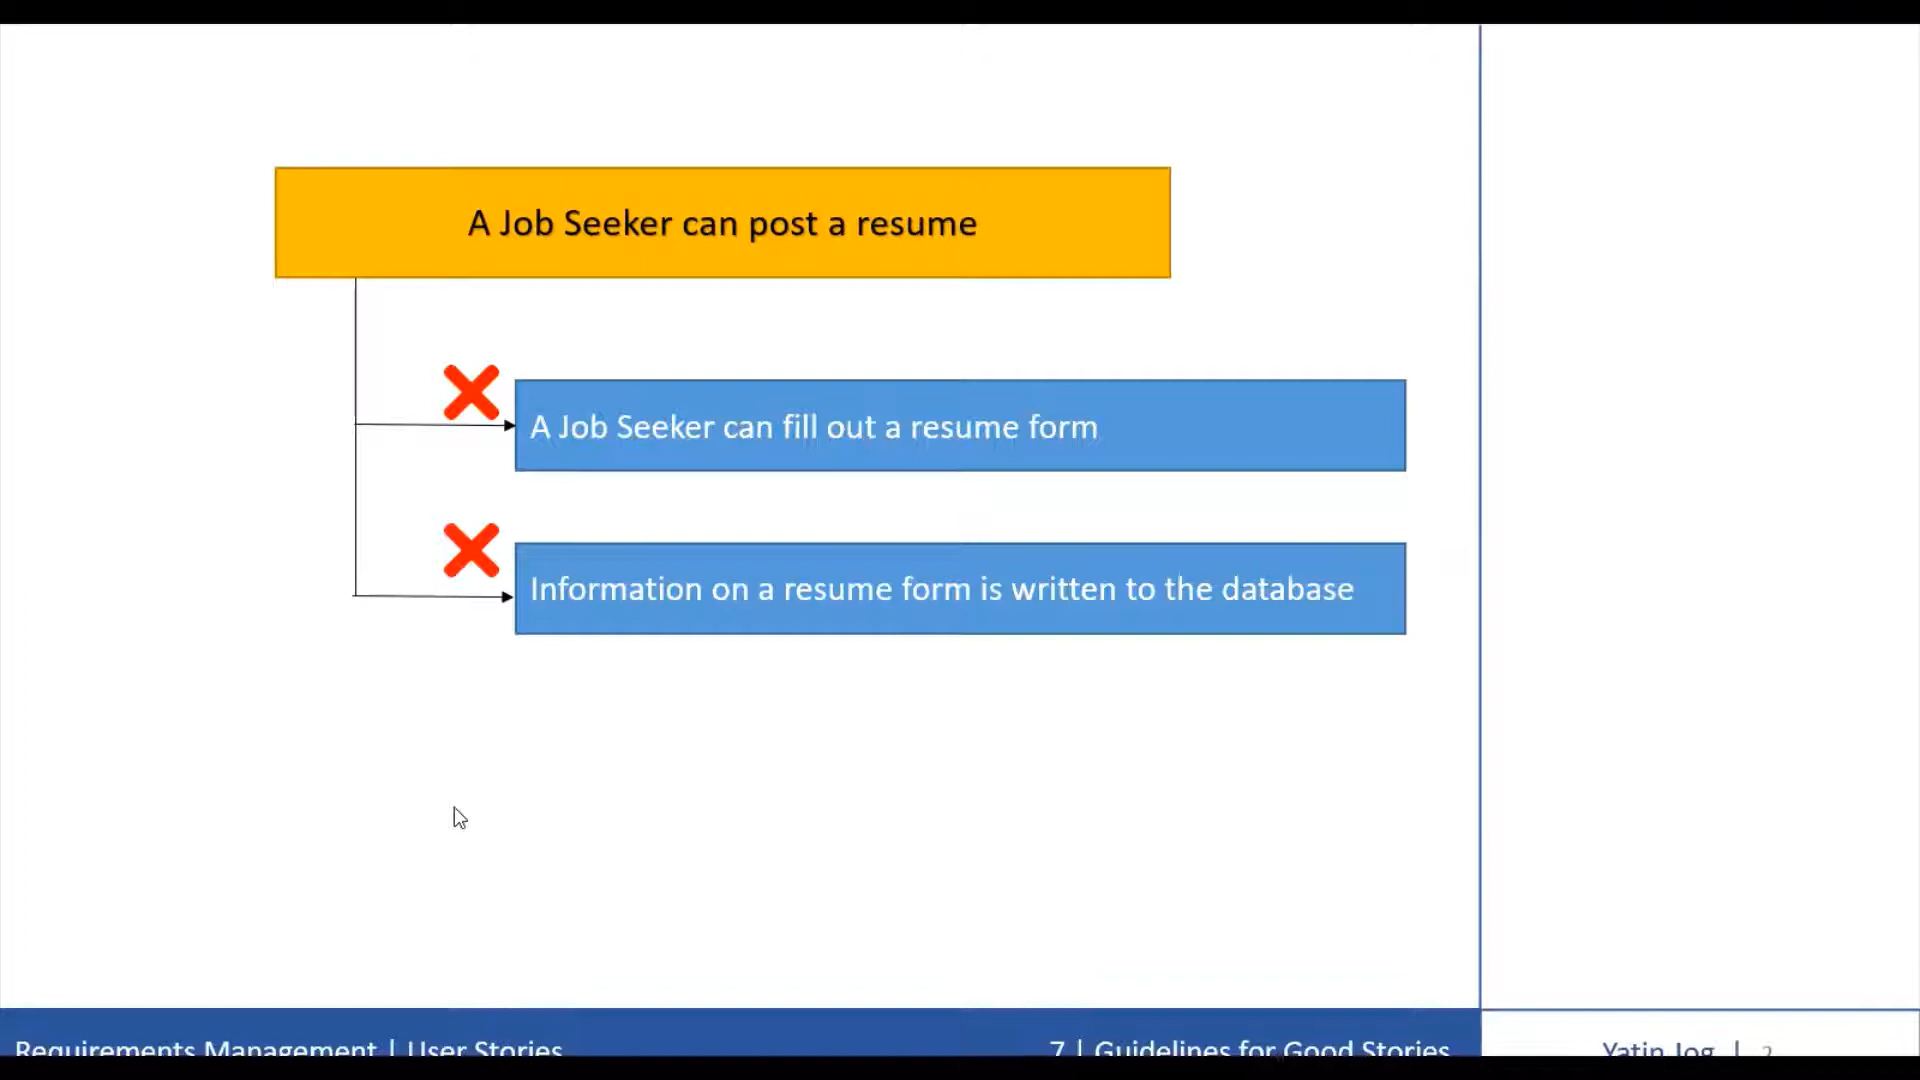 A Job Seeker can post a resume
A Job Seeker can fill out a resume form
Information on a resume form is written to the database
Requirements Management | User Stories
7 | Guidelines for Good Stories
Yatin Jog | 2